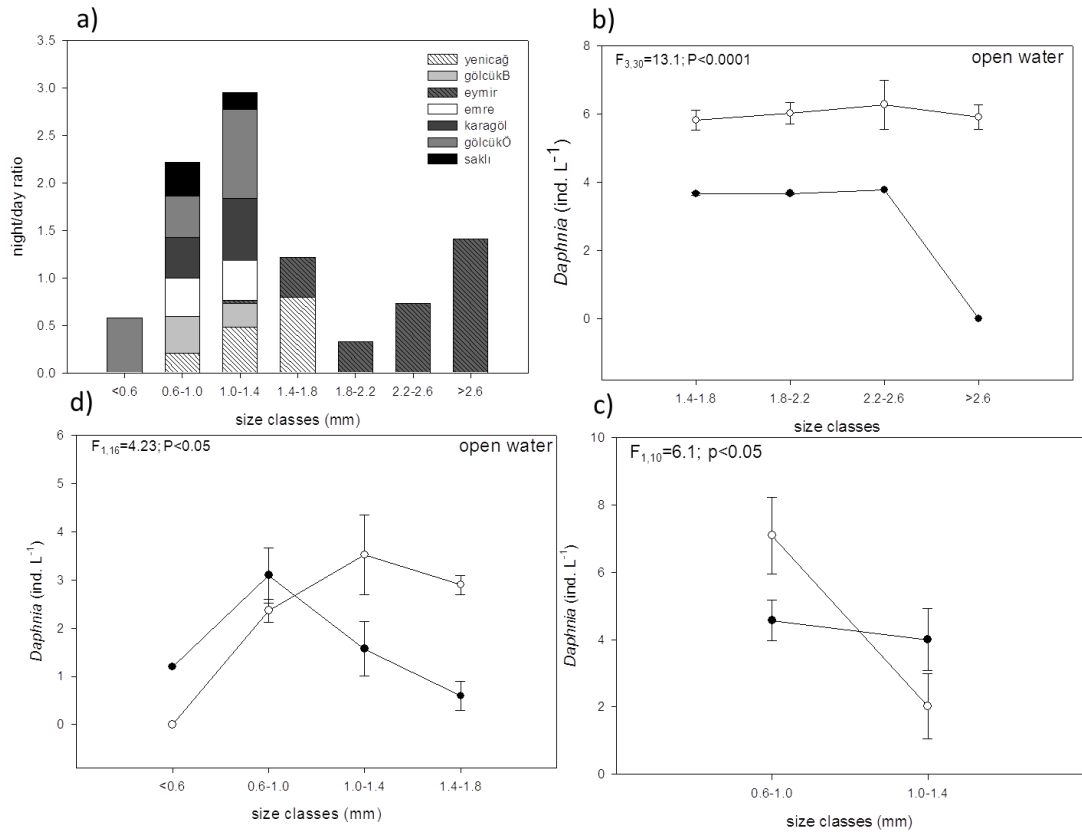 a)
3.5
3.0
2.5
2.0
1.5
1.0
0.5
0.0
night/day ratio
yenicağ
gölcükB
eymir
emre
karagöl
gölcükÖ
saklı
<0.6 0.6-1.0 1.0-1.4 1.4-1.8 1.8-2.2 2.2-2.6 >2.6
size classes (mm)
b)
F3,30=13.1; P<0.0001
open water
8
6
4
2
0
Daphnia (ind. L-1)
1.4-1.8 1.8-2.2 2.2-2.6 >2.6
size classes
d)
F1,16=4.23; P<0.05
open water
6
5
4
3
2
1
0
Daphnia (ind. L-1)
<0.6 0.6-1.0 1.0-1.4 1.4-1.8
size classes (mm)
c)
F1,10=6.1; p<0.05
10
8
6
4
2
0
Daphnia (ind. L-1)
0.6-1.0 1.0-1.4
size classes (mm)